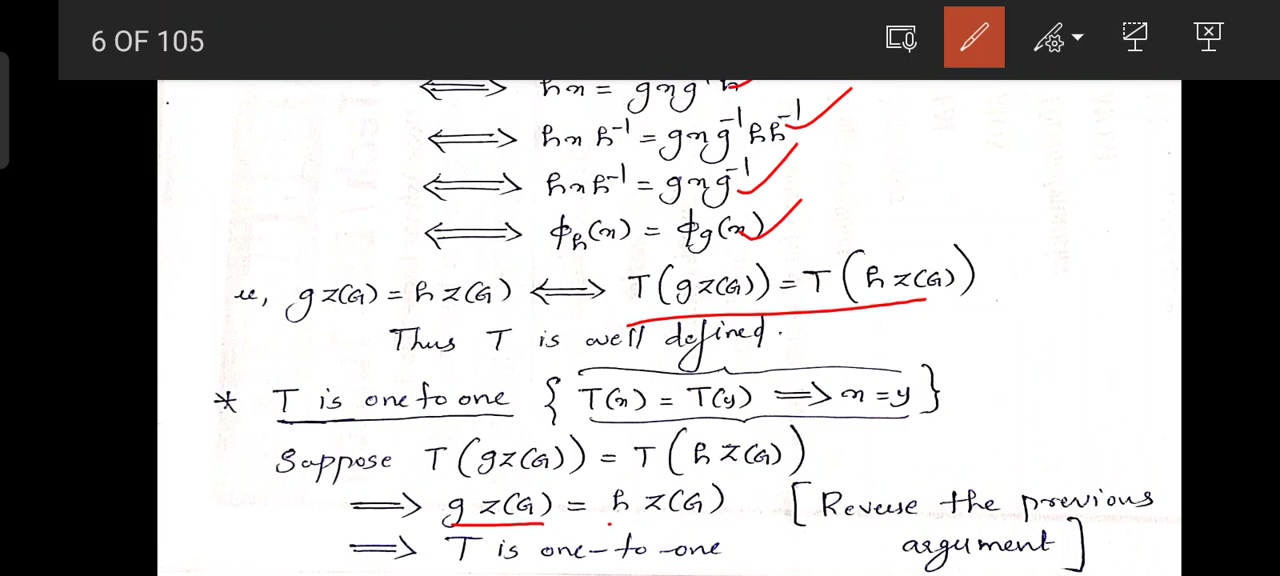 6 OF 105
⟺ hx = gxg⁻¹h
⟺ hxh⁻¹ = gxg⁻¹hh⁻¹
⟺ hxh⁻¹ = gxg⁻¹
⟺ ϕₕ(x) = ϕg(x)
ie, gZ(G) = hZ(G) ⟺ T(gZ(G)) = T(hZ(G))
Thus T is well defined.
* T is one to one { T(x) = T(y) ⟹ x = y }
Suppose T(gZ(G)) = T(hZ(G))
⟹ gZ(G) = hZ(G) [Reverse the previous
⟹ T is one-to-one argument]